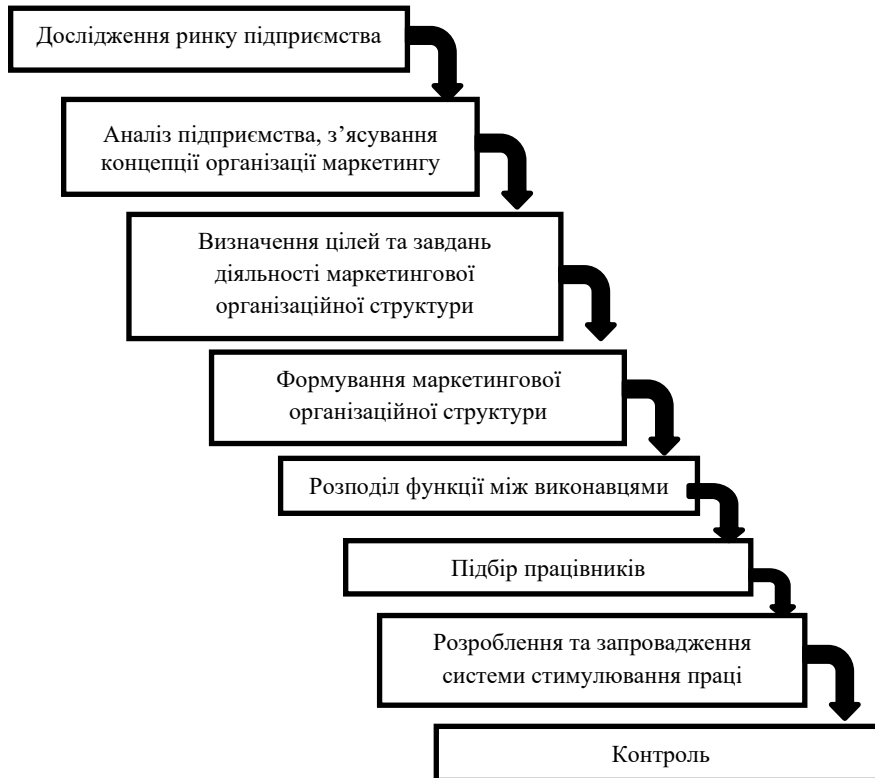 Дослідження ринку підприємства
Аналіз підприємства, з’ясування
концепції організації маркетингу
Визначення цілей та завдань
діяльності маркетингової
організаційної структури
Формування маркетингової
організаційної структури
Розподіл функції між виконавцями
Підбір працівників
Розроблення та запровадження
системи стимулювання праці
Контроль